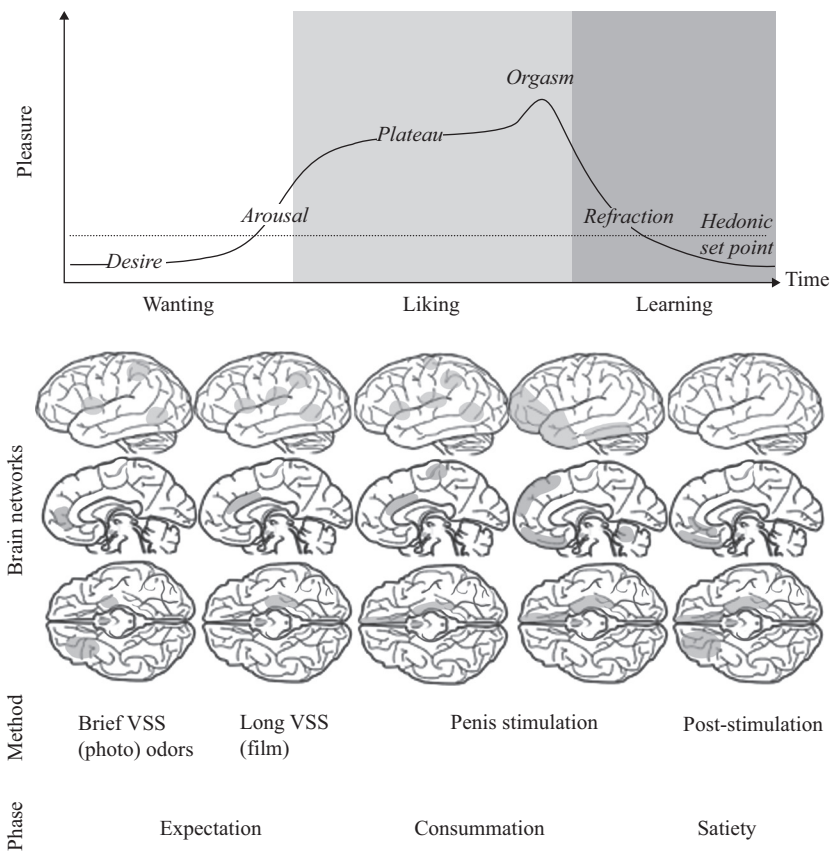 Pleasure
Orgasm
Plateau
Arousal
Refraction
Hedonic
set point
Desire
Time
Wanting
Liking
Learning
Brain networks
Method
Brief VSS
(photo) odors
Long VSS
(film)
Penis stimulation
Post-stimulation
Phase
Expectation
Consummation
Satiety